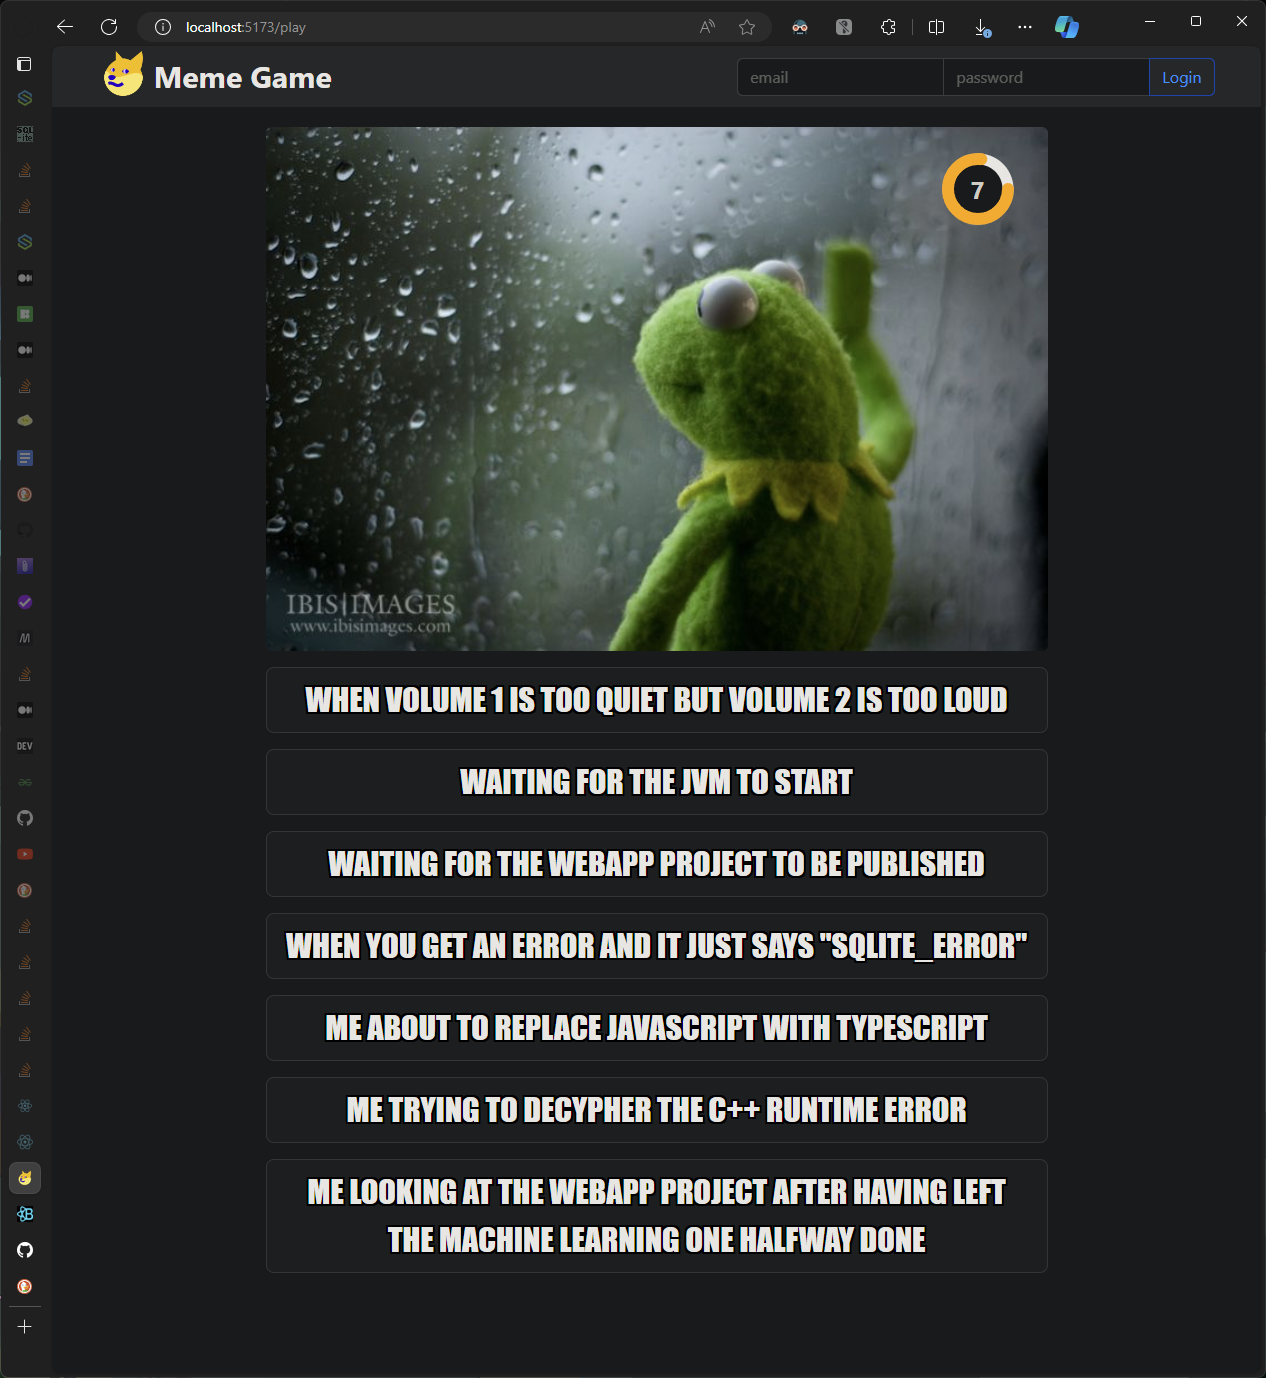 localhost:5173/play
Meme Game
email
password
Login
7
IBIS|IMAGES
www.ibisimages.com
WHEN VOLUME 1 IS TOO QUIET BUT VOLUME 2 IS TOO LOUD
WAITING FOR THE JVM TO START
WAITING FOR THE WEBAPP PROJECT TO BE PUBLISHED
WHEN YOU GET AN ERROR AND IT JUST SAYS "SQLITE_ERROR"
ME ABOUT TO REPLACE JAVASCRIPT WITH TYPESCRIPT
ME TRYING TO DECYPHER THE C++ RUNTIME ERROR
ME LOOKING AT THE WEBAPP PROJECT AFTER HAVING LEFT
THE MACHINE LEARNING ONE HALFWAY DONE
DEV